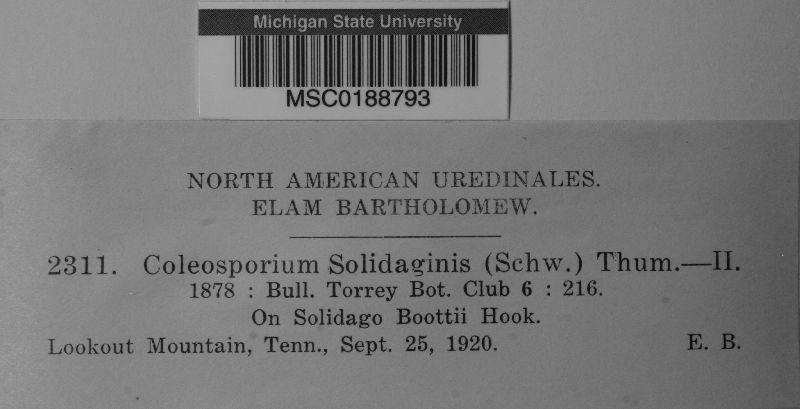 Michigan State University
MSC0188793
NORTH AMERICAN UREDINALES.
ELAM BARTHOLOMEW.
2311. Coleosporium Solidaginis (Schw.) Thum.—II.
1878 : Bull. Torrey Bot. Club 6 : 216.
On Solidago Boottii Hook.
Lookout Mountain, Tenn., Sept. 25, 1920. E. B.